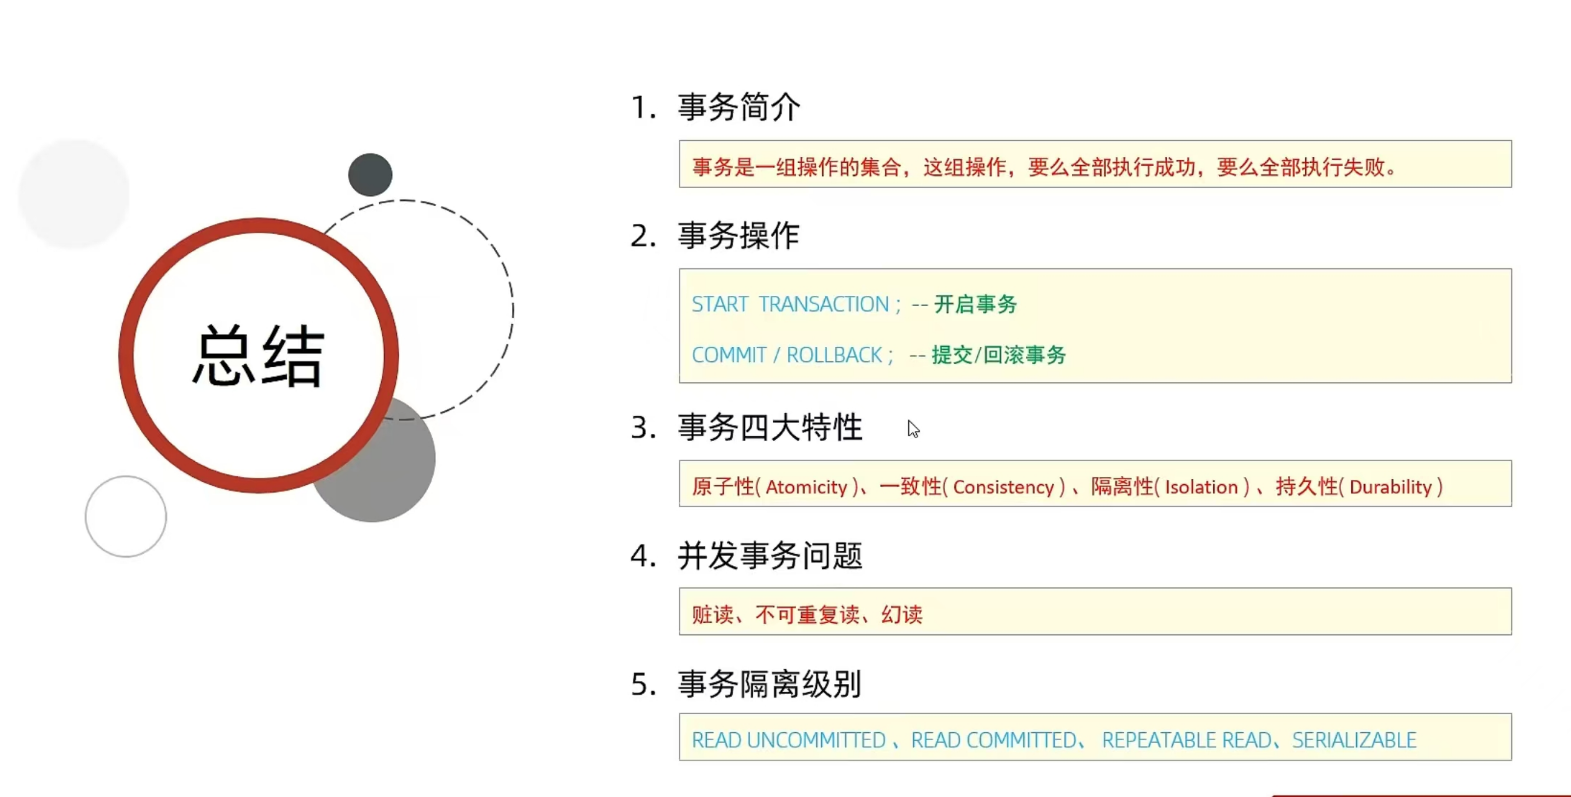 总结
1. 事务简介
事务是一组操作的集合，这组操作，要么全部执行成功，要么全部执行失败。
2. 事务操作
START TRANSACTION ; -- 开启事务
COMMIT / ROLLBACK ; -- 提交/回滚事务
3. 事务四大特性
原子性( Atomicity )、一致性( Consistency ) 、隔离性( Isolation ) 、持久性( Durability )
4. 并发事务问题
赃读、不可重复读、幻读
5. 事务隔离级别
READ UNCOMMITTED 、READ COMMITTED、 REPEATABLE READ、SERIALIZABLE